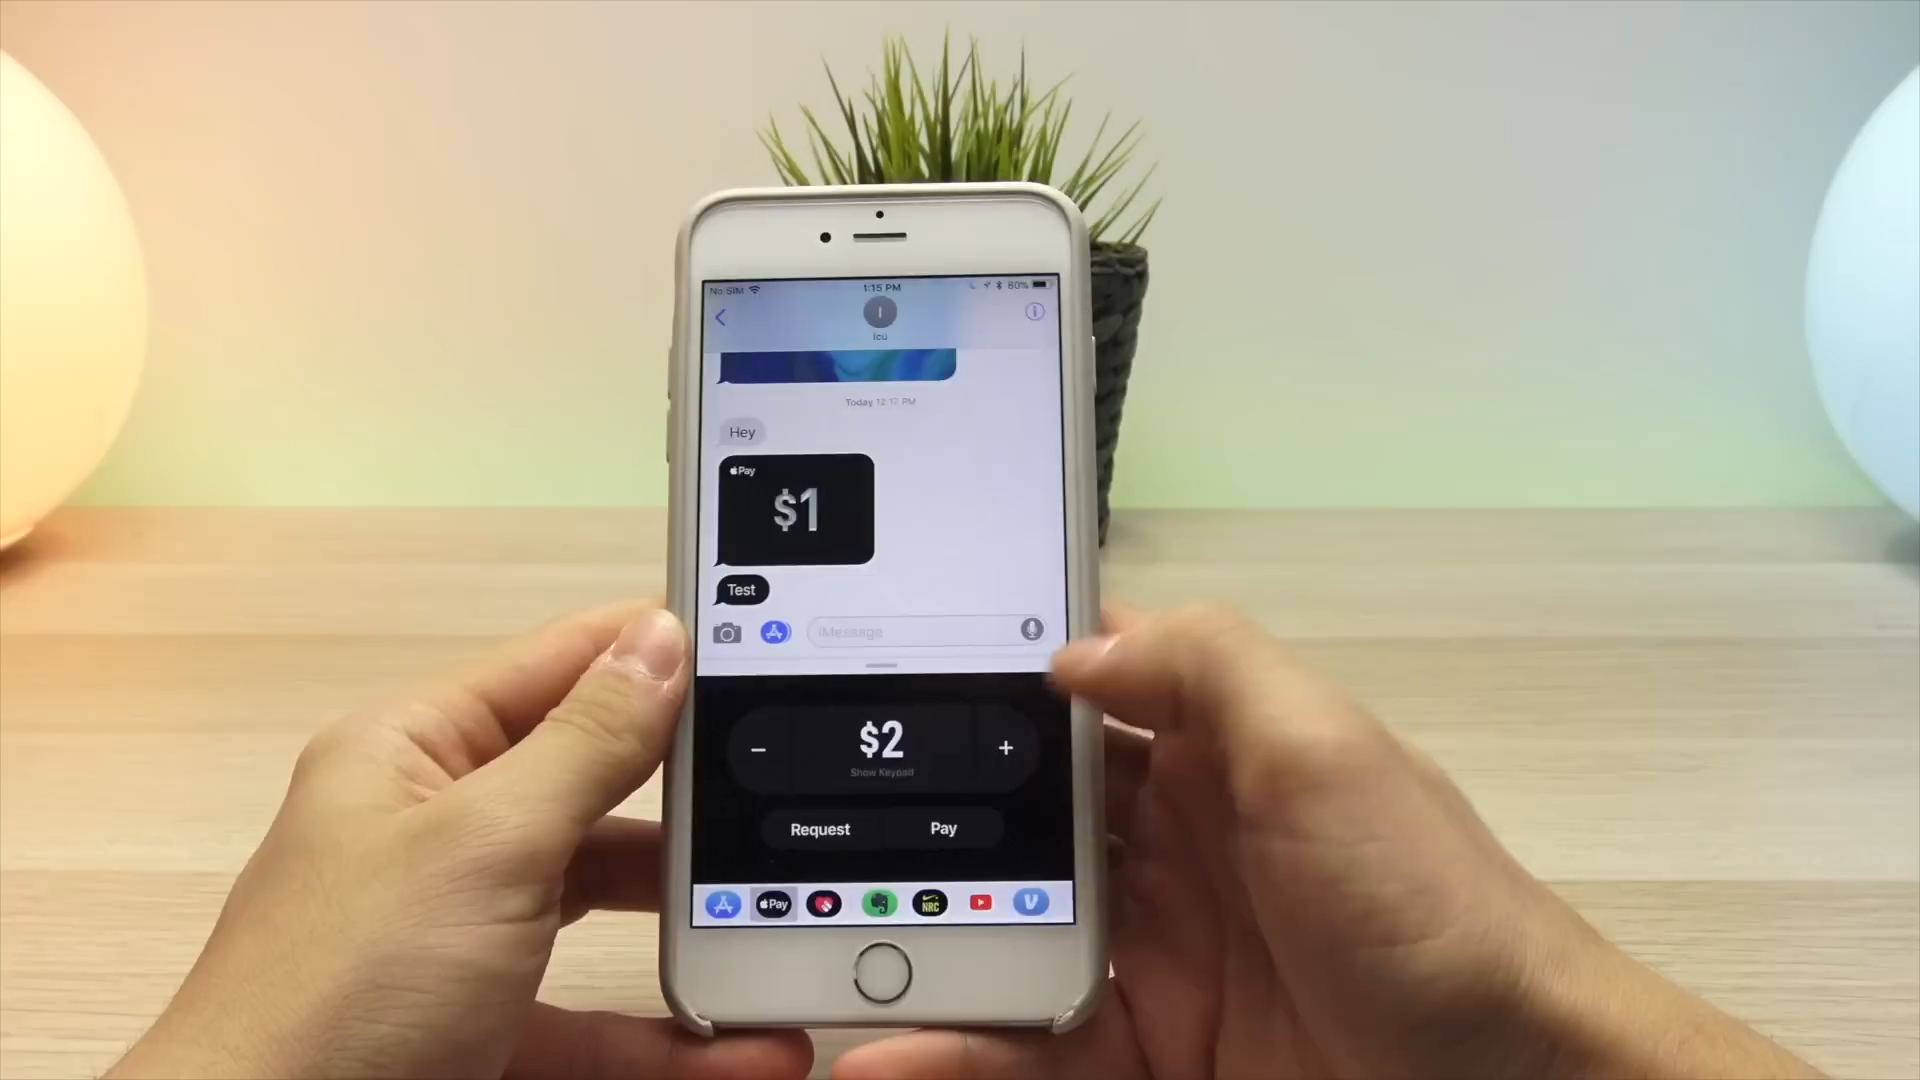 No SIM 1:15 PM 80%
I
Icu
Today 12:17 PM
Hey
Pay
$1
Test
iMessage
− $2 +
Show Keypad
Request Pay
Pay NRC V